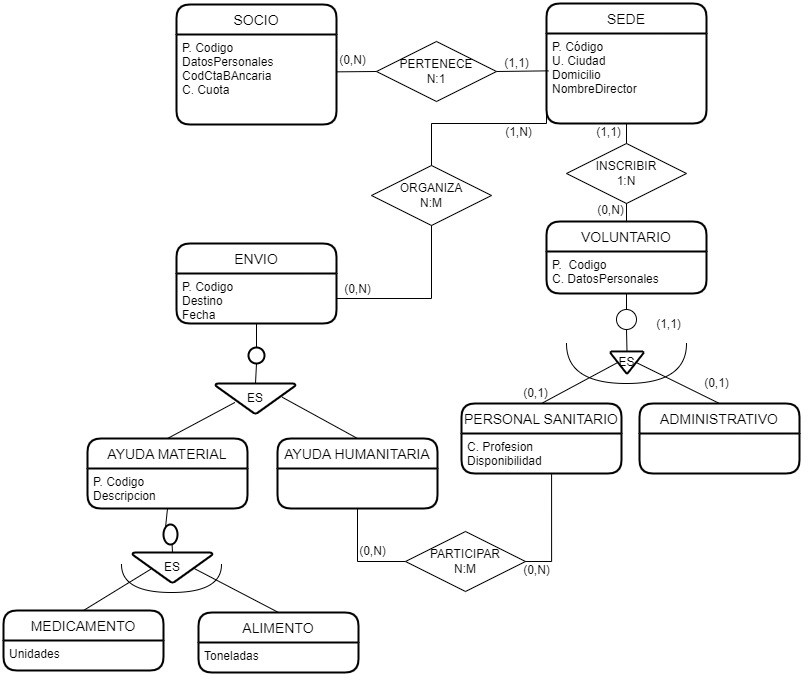 SOCIO
P. Codigo
DatosPersonales
CodCtaBAncaria
C. Cuota
(0,N)
PERTENECE
N:1
(1,1)
SEDE
P. Código
U. Ciudad
Domicilio
NombreDirector
(1,N)
(1,1)
ORGANIZA
N:M
INSCRIBIR
1:N
(0,N)
(0,N)
ENVIO
P. Codigo
Destino
Fecha
VOLUNTARIO
P.  Codigo
C. DatosPersonales
(1,1)
ES
ES
(0,1)
(0,1)
PERSONAL SANITARIO
C. Profesion
Disponibilidad
ADMINISTRATIVO
AYUDA MATERIAL
P. Codigo
Descripcion
AYUDA HUMANITARIA
(0,N)
PARTICIPAR
N:M
(0,N)
ES
MEDICAMENTO
Unidades
ALIMENTO
Toneladas